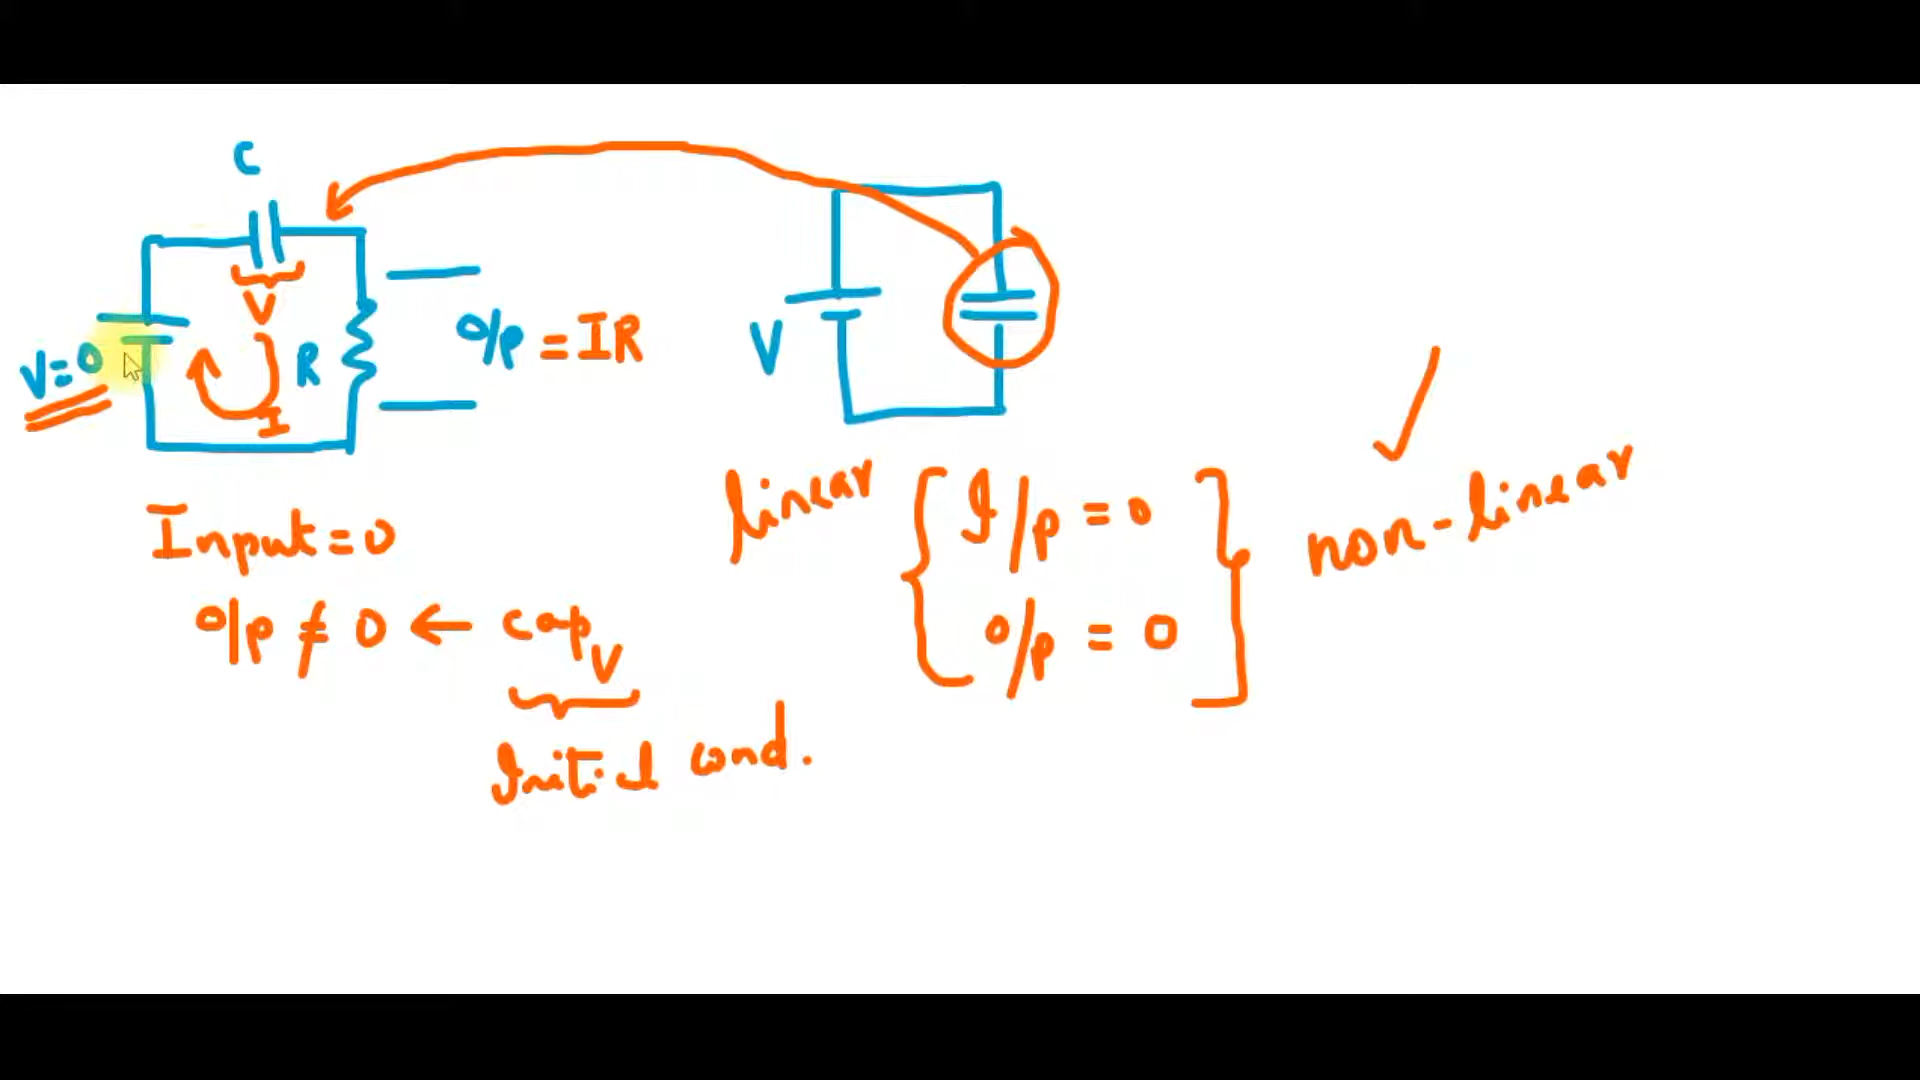 C
V
V=0
I
R
o/p = IR
V
Input=0
o/p ≠ 0 ← cap V
Initial cond.
linear { I/p = 0
o/p = 0 } non-linear